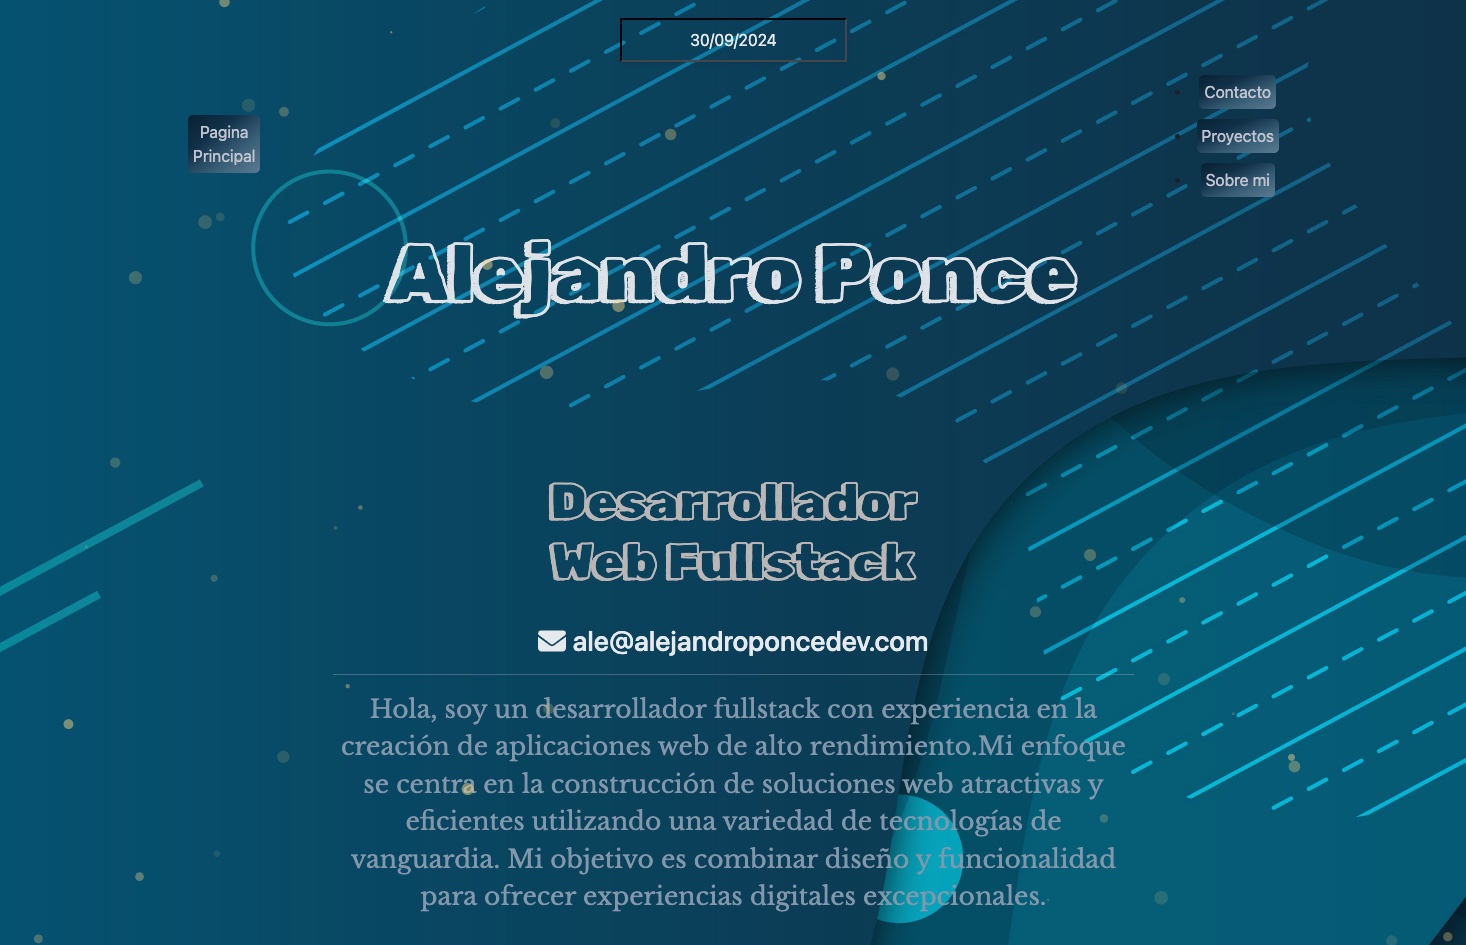 30/09/2024
Contacto
Pagina
Principal
Proyectos
Sobre mi
Alejandro Ponce
Desarrollador
Web Fullstack
ale@alejandroponcedev.com
Hola, soy un desarrollador fullstack con experiencia en la
creación de aplicaciones web de alto rendimiento.Mi enfoque
se centra en la construcción de soluciones web atractivas y
eficientes utilizando una variedad de tecnologías de
vanguardia. Mi objetivo es combinar diseño y funcionalidad
para ofrecer experiencias digitales excepcionales.